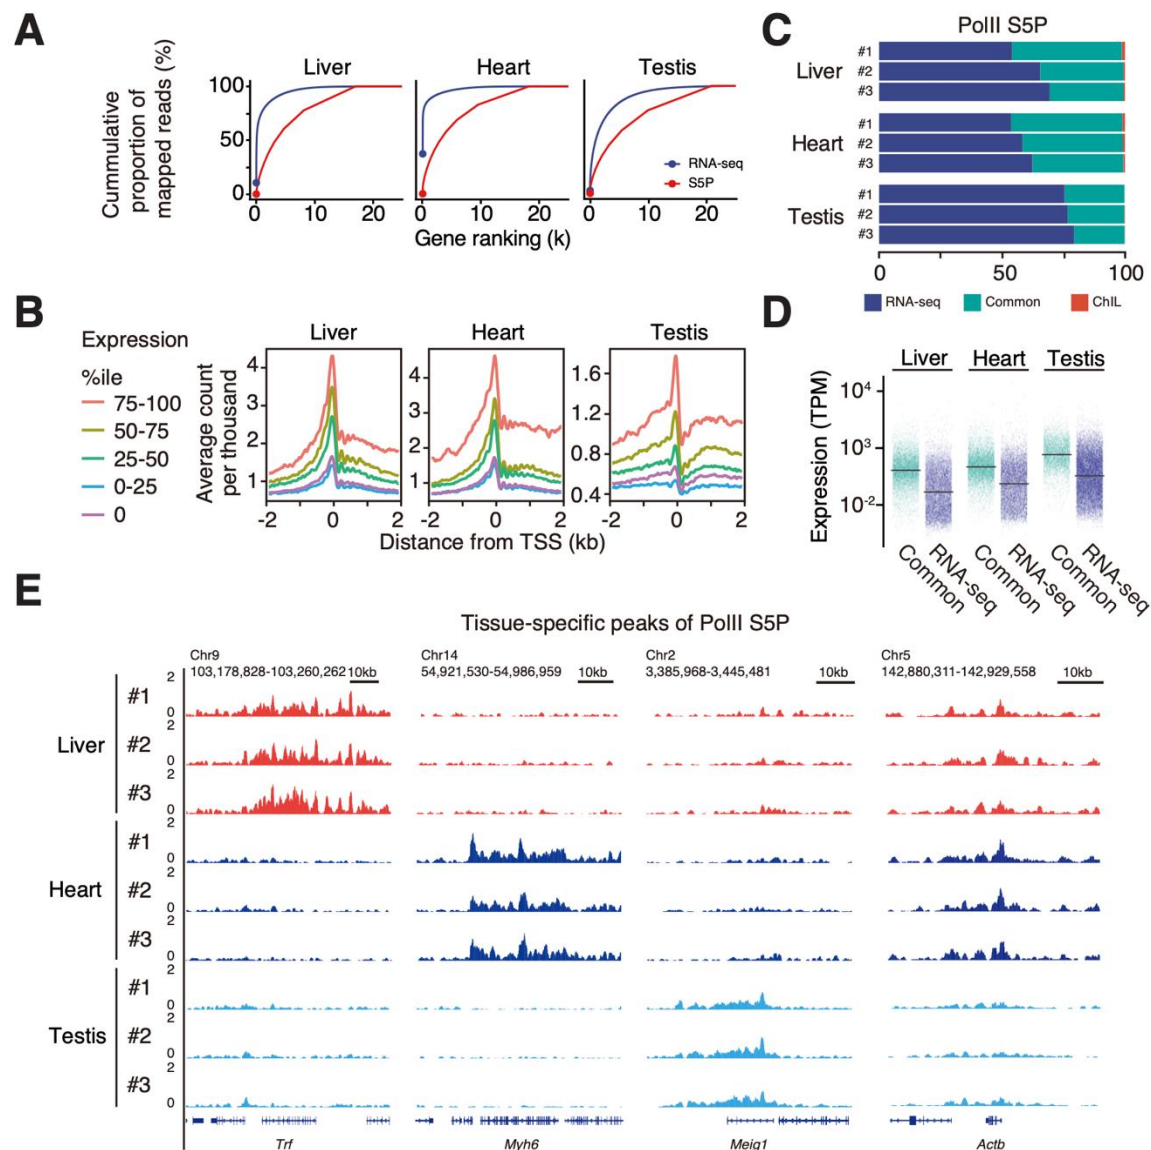 A
Cummulative
proportion of
mapped reads (%)
Liver
Heart
Testis
100
50
0
RNA-seq
S5P
0 10 20
0 10 20
0 10 20
Gene ranking (k)
C
PolII S5P
Liver
#1
#2
#3
Heart
#1
#2
#3
Testis
#1
#2
#3
0 50 100
RNA-seq Common ChIL
B
Expression
%ile
75-100
50-75
25-50
0-25
0
Average count
per thousand
Liver
Heart
Testis
4
3
2
1
4
3
2
1
1.6
1.2
0.8
0.4
-2 0 2
-2 0 2
-2 0 2
Distance from TSS (kb)
D
Liver Heart Testis
Expression (TPM)
10⁴
10³
10⁻²
Common
RNA-seq
Common
RNA-seq
Common
RNA-seq
E
Tissue-specific peaks of PolII S5P
Chr9
103,178,828-103,260,262 10kb
Chr14
54,921,530-54,986,959 10kb
Chr2
3,385,968-3,445,481 10kb
Chr5
142,880,311-142,929,558 10kb
Liver
#1
2
0
#2
2
0
#3
2
0
Heart
#1
2
0
#2
2
0
#3
2
0
Testis
#1
2
0
#2
2
0
#3
2
0
Trf
Myh6
Meig1
Actb